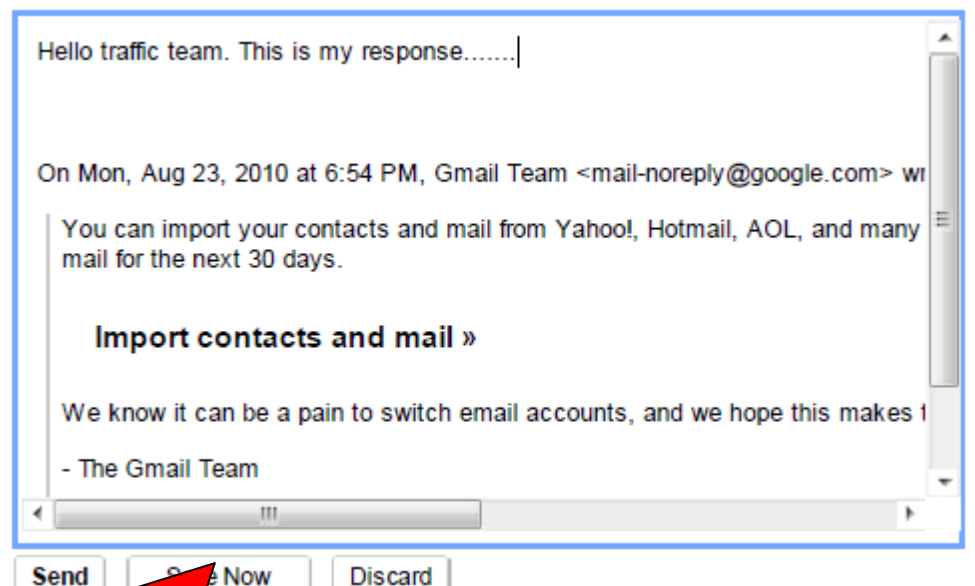 Hello traffic team. This is my response.......
On Mon, Aug 23, 2010 at 6:54 PM, Gmail Team <mail-noreply@google.com> wr
You can import your contacts and mail from Yahoo!, Hotmail, AOL, and many
mail for the next 30 days.
Import contacts and mail »
We know it can be a pain to switch email accounts, and we hope this makes
- The Gmail Team
Send Now Discard